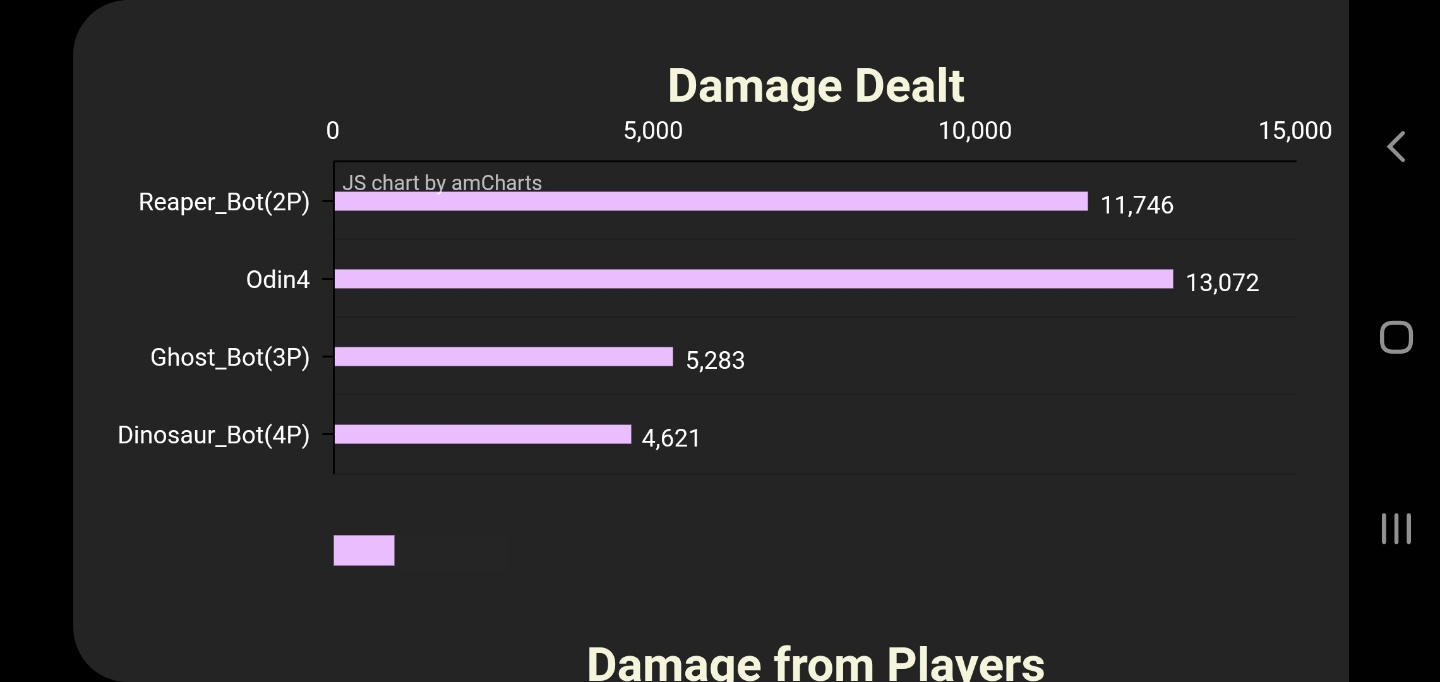 Damage Dealt
0 5,000 10,000 15,000
JS chart by amCharts
Reaper_Bot(2P) 11,746
Odin4 13,072
Ghost_Bot(3P) 5,283
Dinosaur_Bot(4P) 4,621
Damage from Players